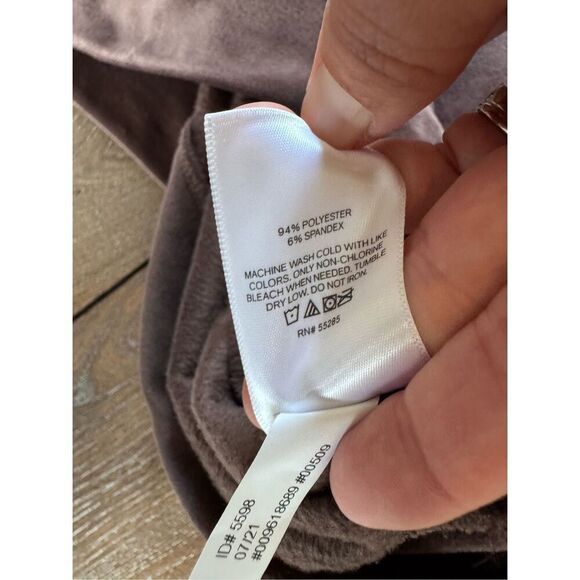 94% POLYESTER
6% SPANDEX
MACHINE WASH COLD WITH LIKE
COLORS. ONLY NON-CHLORINE
BLEACH WHEN NEEDED. TUMBLE
DRY LOW. DO NOT IRON.
RN# 55285
ID# 5598
07/21
#009618689 #00509